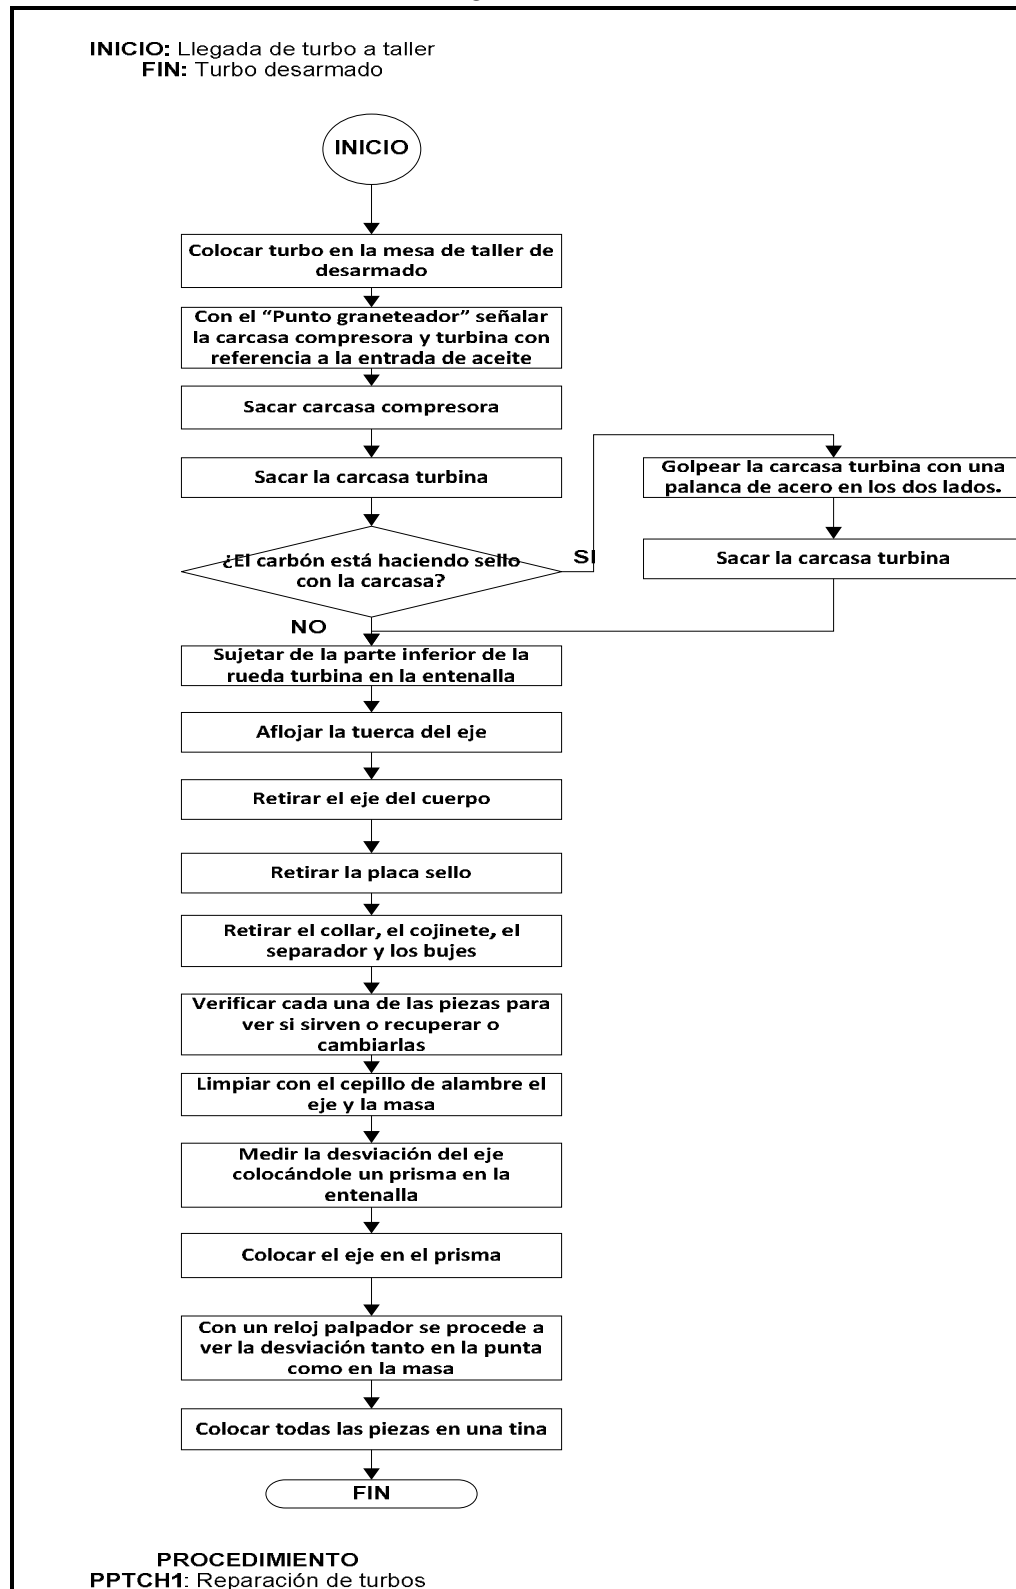 INICIO: Llegada de turbo a taller
FIN: Turbo desarmado
INICIO
Colocar turbo en la mesa de taller de
desarmado
Con el “Punto graneteador” señalar
la carcasa compresora y turbina con
referencia a la entrada de aceite
Sacar carcasa compresora
Sacar la carcasa turbina
¿El carbón está haciendo sello
con la carcasa?
SI
Golpear la carcasa turbina con una
palanca de acero en los dos lados.
Sacar la carcasa turbina
NO
Sujetar de la parte inferior de la
rueda turbina en la entenalla
Aflojar la tuerca del eje
Retirar el eje del cuerpo
Retirar la placa sello
Retirar el collar, el cojinete, el
separador y los bujes
Verificar cada una de las piezas para
ver si sirven o recuperar o
cambiarlas
Limpiar con el cepillo de alambre el
eje y la masa
Medir la desviación del eje
colocándole un prisma en la
entenalla
Colocar el eje en el prisma
Con un reloj palpador se procede a
ver la desviación tanto en la punta
como en la masa
Colocar todas las piezas en una tina
FIN
PROCEDIMIENTO
PPTCH1: Reparación de turbos